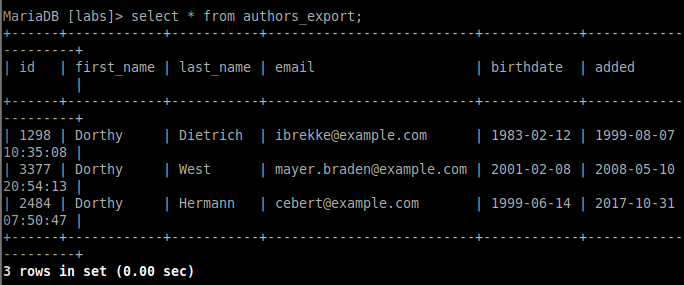 MariaDB [labs]> select * from authors_export;
+------+------------+-----------+--------------------------+------------+-----------
---------+
| id   | first_name | last_name | email                    | birthdate  | added
         |
+------+------------+-----------+--------------------------+------------+-----------
---------+
| 1298 | Dorthy     | Dietrich  | ibrekke@example.com      | 1983-02-12 | 1999-08-07
10:35:08 |
| 3377 | Dorthy     | West      | mayer.braden@example.com | 2001-02-08 | 2008-05-10
20:54:13 |
| 2484 | Dorthy     | Hermann   | cebert@example.com       | 1999-06-14 | 2017-10-31
07:50:47 |
+------+------------+-----------+--------------------------+------------+-----------
---------+
3 rows in set (0.00 sec)